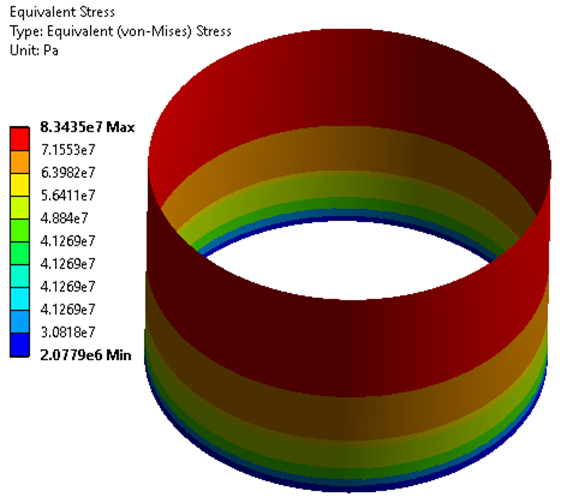 Equivalent Stress
Type: Equivalent (von-Mises) Stress
Unit: Pa
8.3435e7 Max
7.1553e7
6.3982e7
5.6411e7
4.884e7
4.1269e7
4.1269e7
4.1269e7
4.1269e7
3.0818e7
2.0779e6 Min